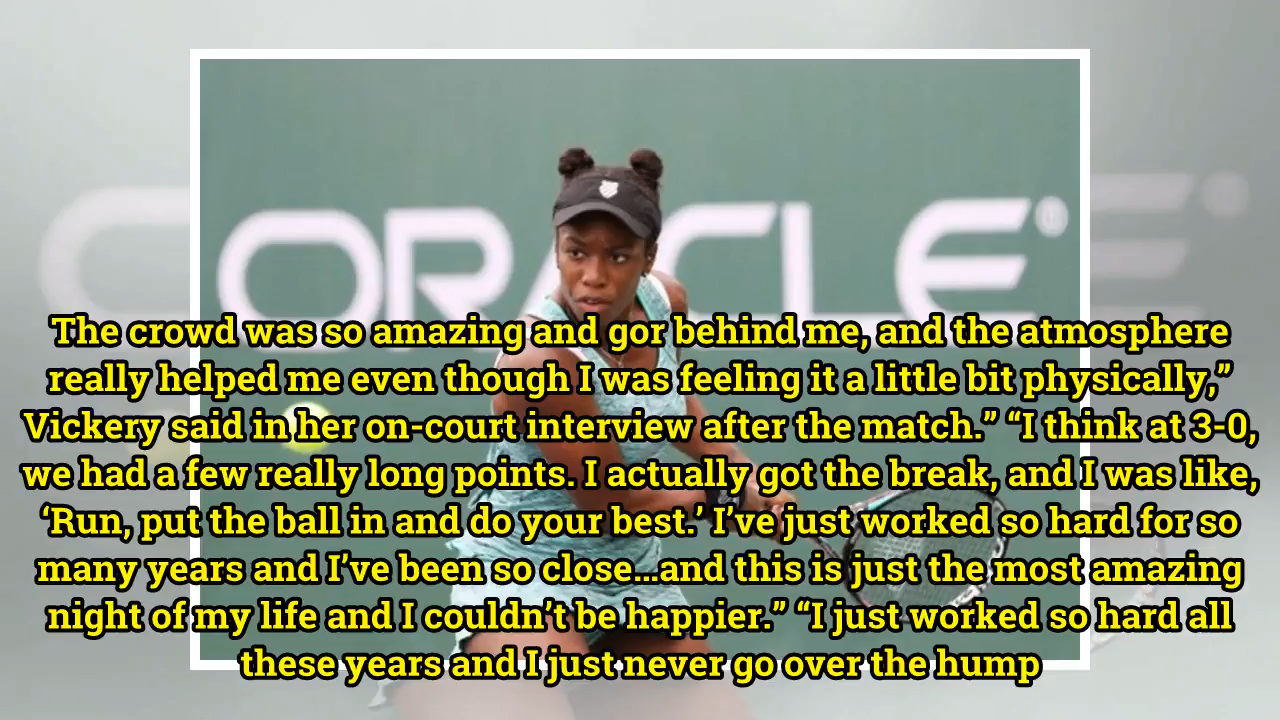 ORACLE®
The crowd was so amazing and gor behind me, and the atmosphere
really helped me even though I was feeling it a little bit physically,”
Vickery said in her on-court interview after the match.” “I think at 3-0,
we had a few really long points. I actually got the break, and I was like,
‘Run, put the ball in and do your best.’ I’ve just worked so hard for so
many years and I’ve been so close...and this is just the most amazing
night of my life and I couldn’t be happier.” “I just worked so hard all
these years and I just never go over the hump